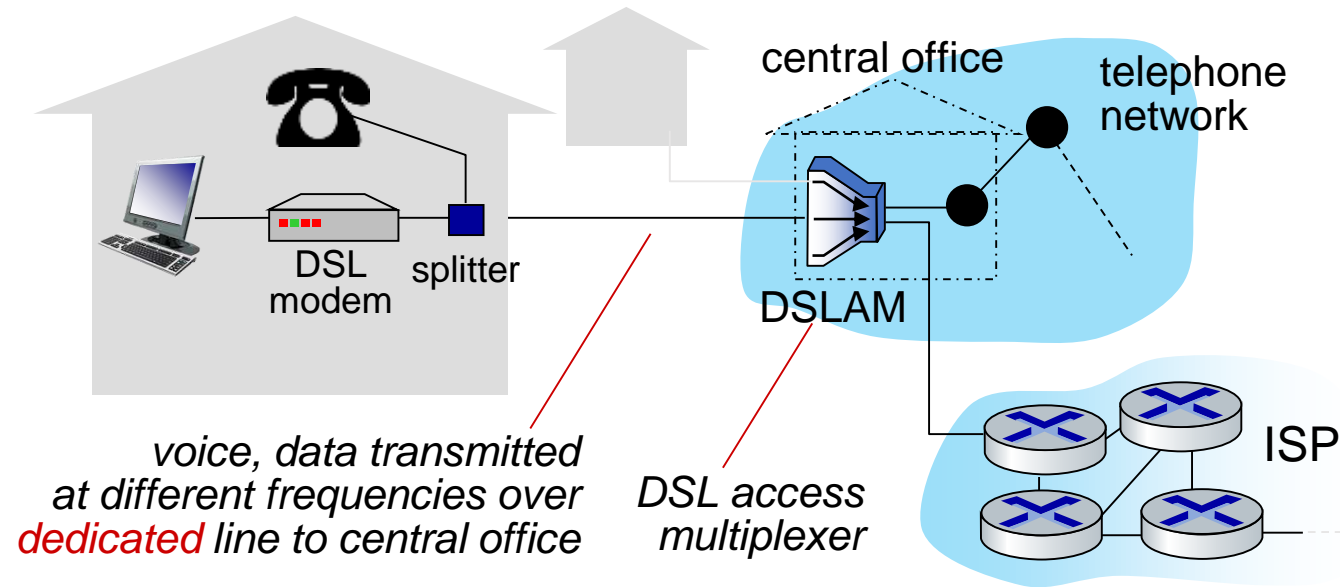 central office
telephone
network
DSL
modem
splitter
DSLAM
voice, data transmitted
at different frequencies over
dedicated line to central office
DSL access
multiplexer
ISP